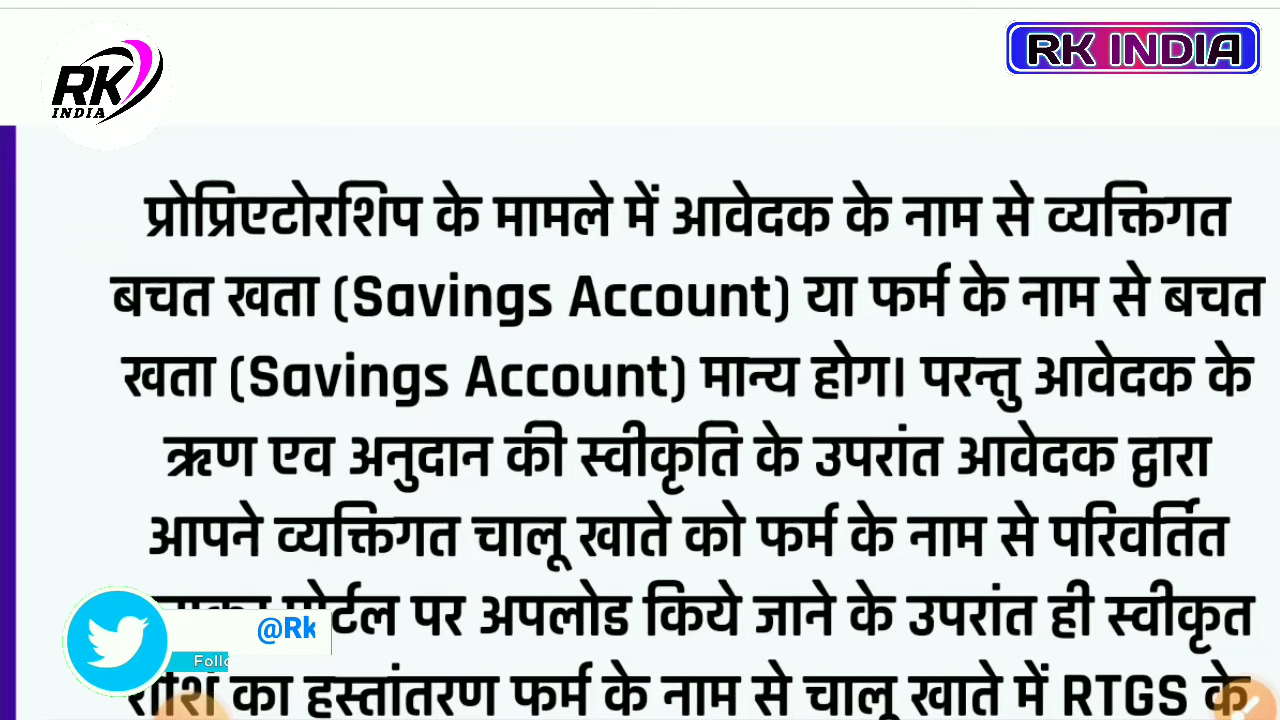 RK
INDIA
RK INDIA
प्रोप्रिएटोरशिप के मामले में आवेदक के नाम से व्यक्तिगत
बचत खता (Savings Account) या फर्म के नाम से बचत
खता (Savings Account) मान्य होग। परन्तु आवेदक के
ऋण एव अनुदान की स्वीकृति के उपरांत आवेदक द्वारा
आपने व्यक्तिगत चालू खाते को फर्म के नाम से परिवर्तित
पर अपलोड किये जाने के उपरांत ही स्वीकृत
@Rk
Follo
का हस्तांतरण फर्म के नाम से चालू खाते में RTGS के